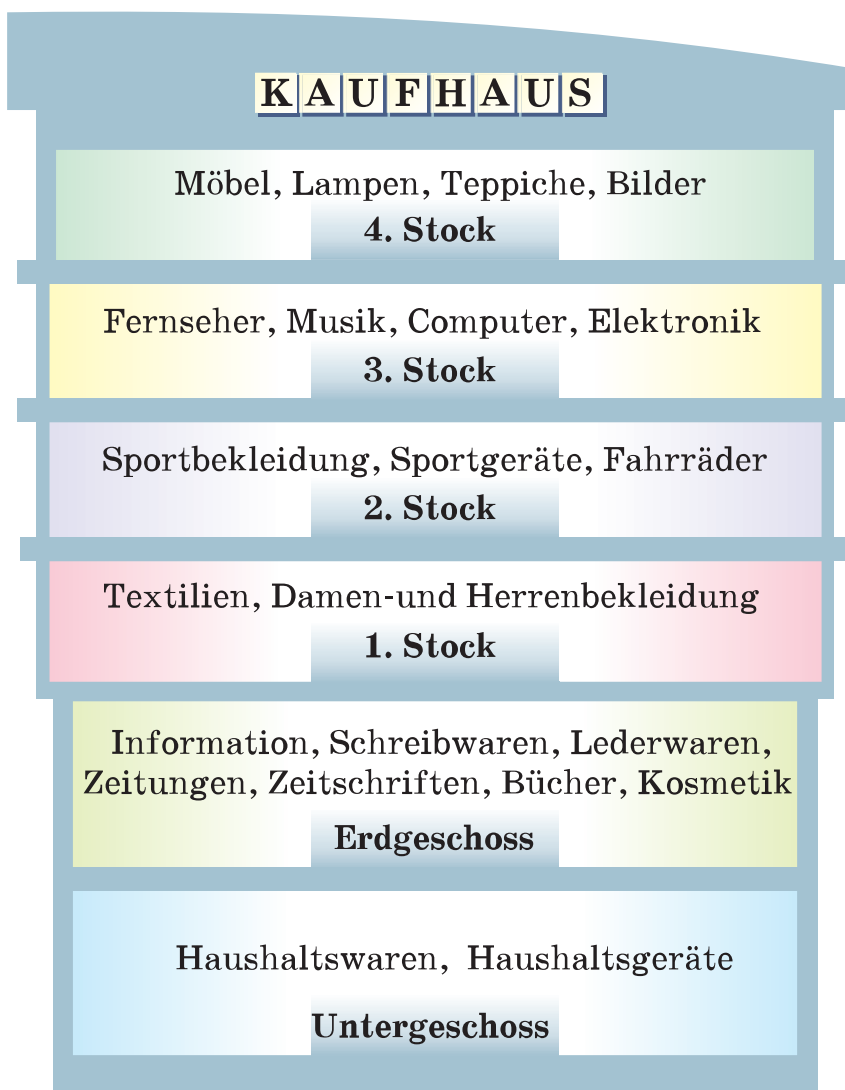 KAUFHAUS
Möbel, Lampen, Teppiche, Bilder
4. Stock
Fernseher, Musik, Computer, Elektronik
3. Stock
Sportbekleidung, Sportgeräte, Fahrräder
2. Stock
Textilien, Damen-und Herrenbekleidung
1. Stock
Information, Schreibwaren, Lederwaren,
Zeitungen, Zeitschriften, Bücher, Kosmetik
Erdgeschoss
Haushaltswaren, Haushaltsgeräte
Untergeschoss